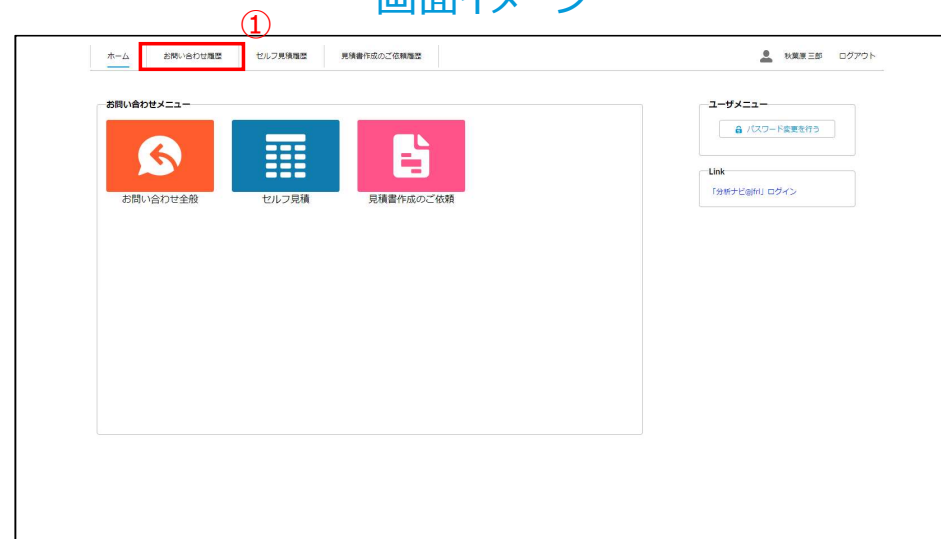 画面イメージ
①
ホーム お問い合わせ履歴 セルフ見積履歴 見積書作成のご依頼履歴 秋葉原三郎 ログアウト
お問い合わせメニュー
お問い合わせ全般 セルフ見積 見積書作成のご依頼
ユーザメニュー
パスワード変更を行う
Link
「分析ナビ@jfrl」ログイン